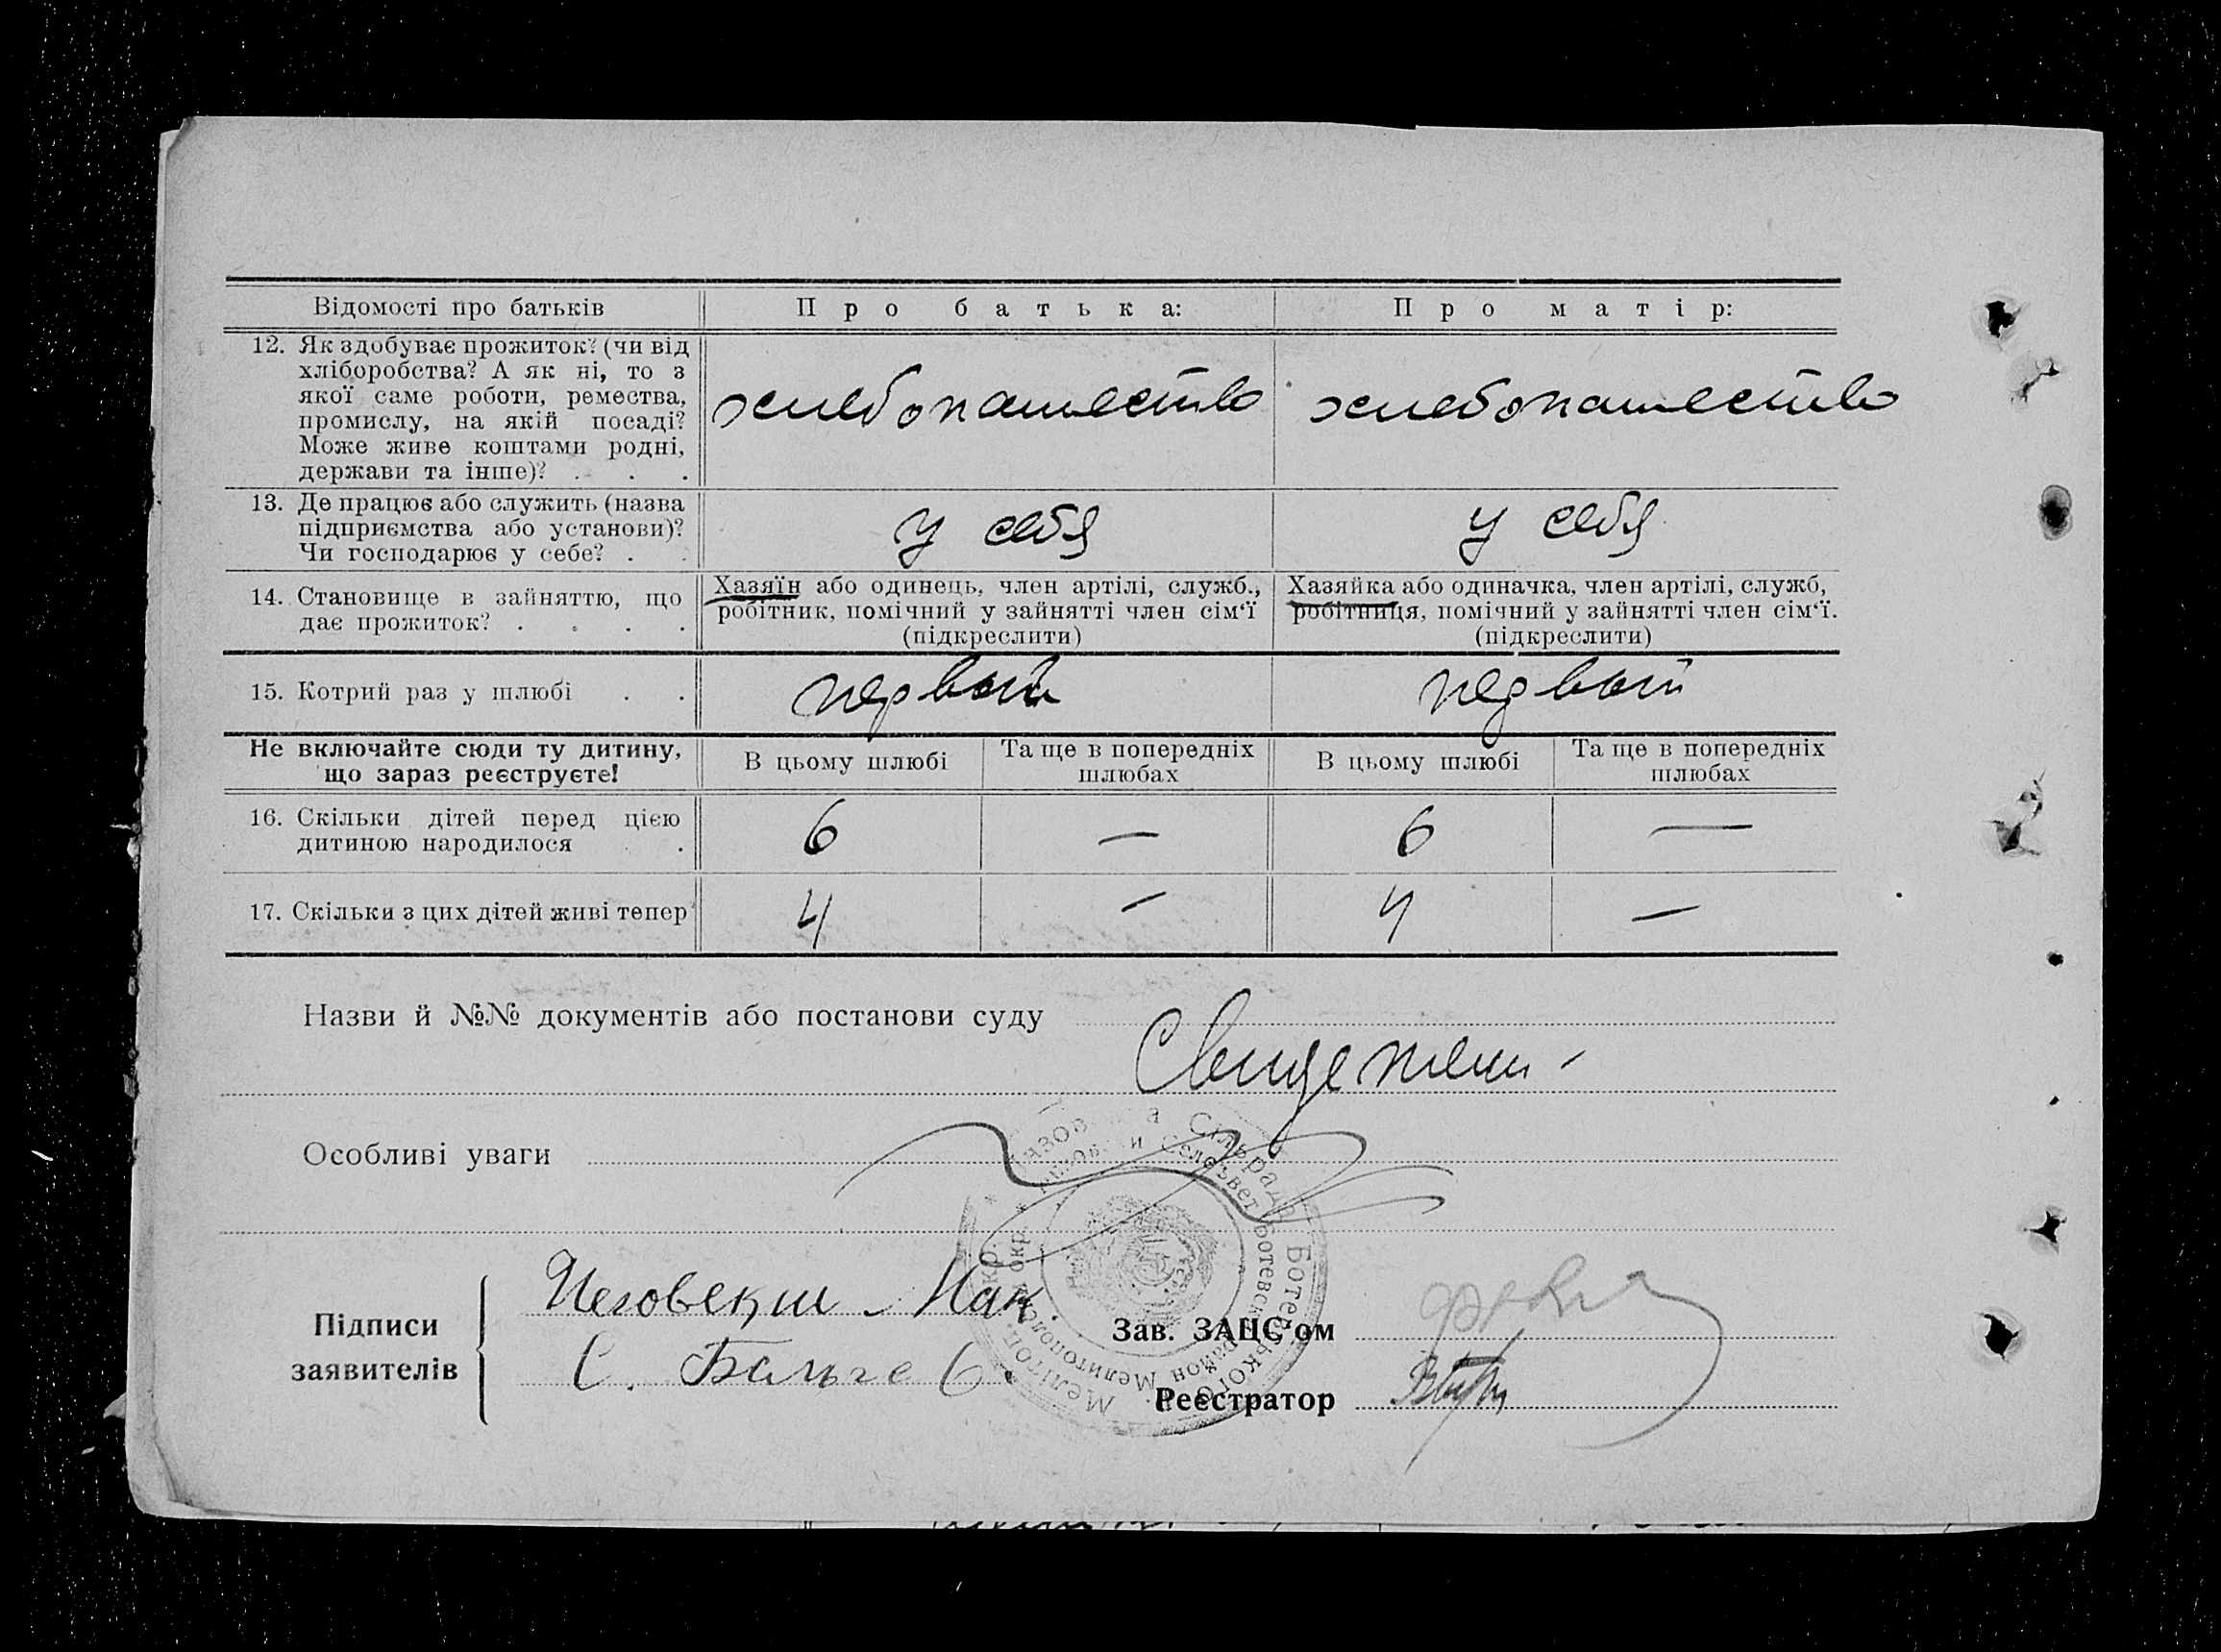 Відомості про батьків
Про батька:
Про матір:
12. Як здобуває прожиток? (чи від
хліборобства? А як ні, то з
якої саме роботи, ремества,
промислу, на якій посаді?
Може живе коштами родні,
держави та інше)? . . .
хлебопашество
хлебопашество
13. Де працює або служить (назва
підприємства або установи)?
Чи господарює у себе? . .
у себя
у себя
14. Становище в зайняттю, що
дає прожиток? . . . .
Хазяїн або одинець, член артілі, служб.,
робітник, помічний у зайнятті член сім'ї
(підкреслити)
Хазяйка або одиначка, член артілі, служб,
робітниця, помічний у зайнятті член сім'ї.
(підкреслити)
15. Котрий раз у шлюбі . .
первый
первый
Не включайте сюди ту дитину,
що зараз реєструєте!
В цьому шлюбі
Та ще в попередніх
шлюбах
В цьому шлюбі
Та ще в попередніх
шлюбах
16. Скільки дітей перед цією
дитиною народилося .
6 — 6 —
17. Скільки з цих дітей живі тепер
4 — 4 —
Назви й №№ документів або постанови суду
Особливі уваги
Підписи
заявителів
Зав. ЗАЦС'ом
Реєстратор